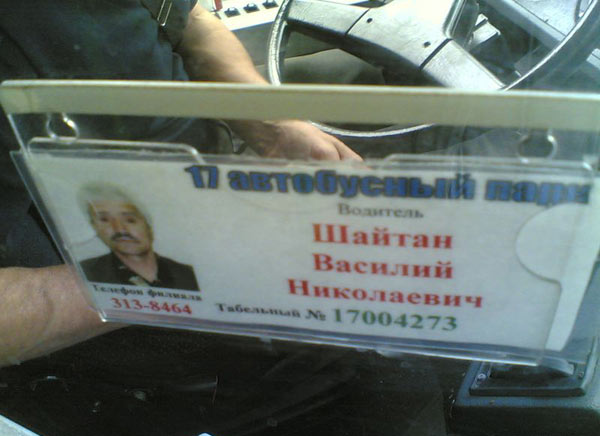 17 автобусный парк
Водитель
Шайтан
Василий
Николаевич
Телефон филиала
313-8464
Табельный № 17004273